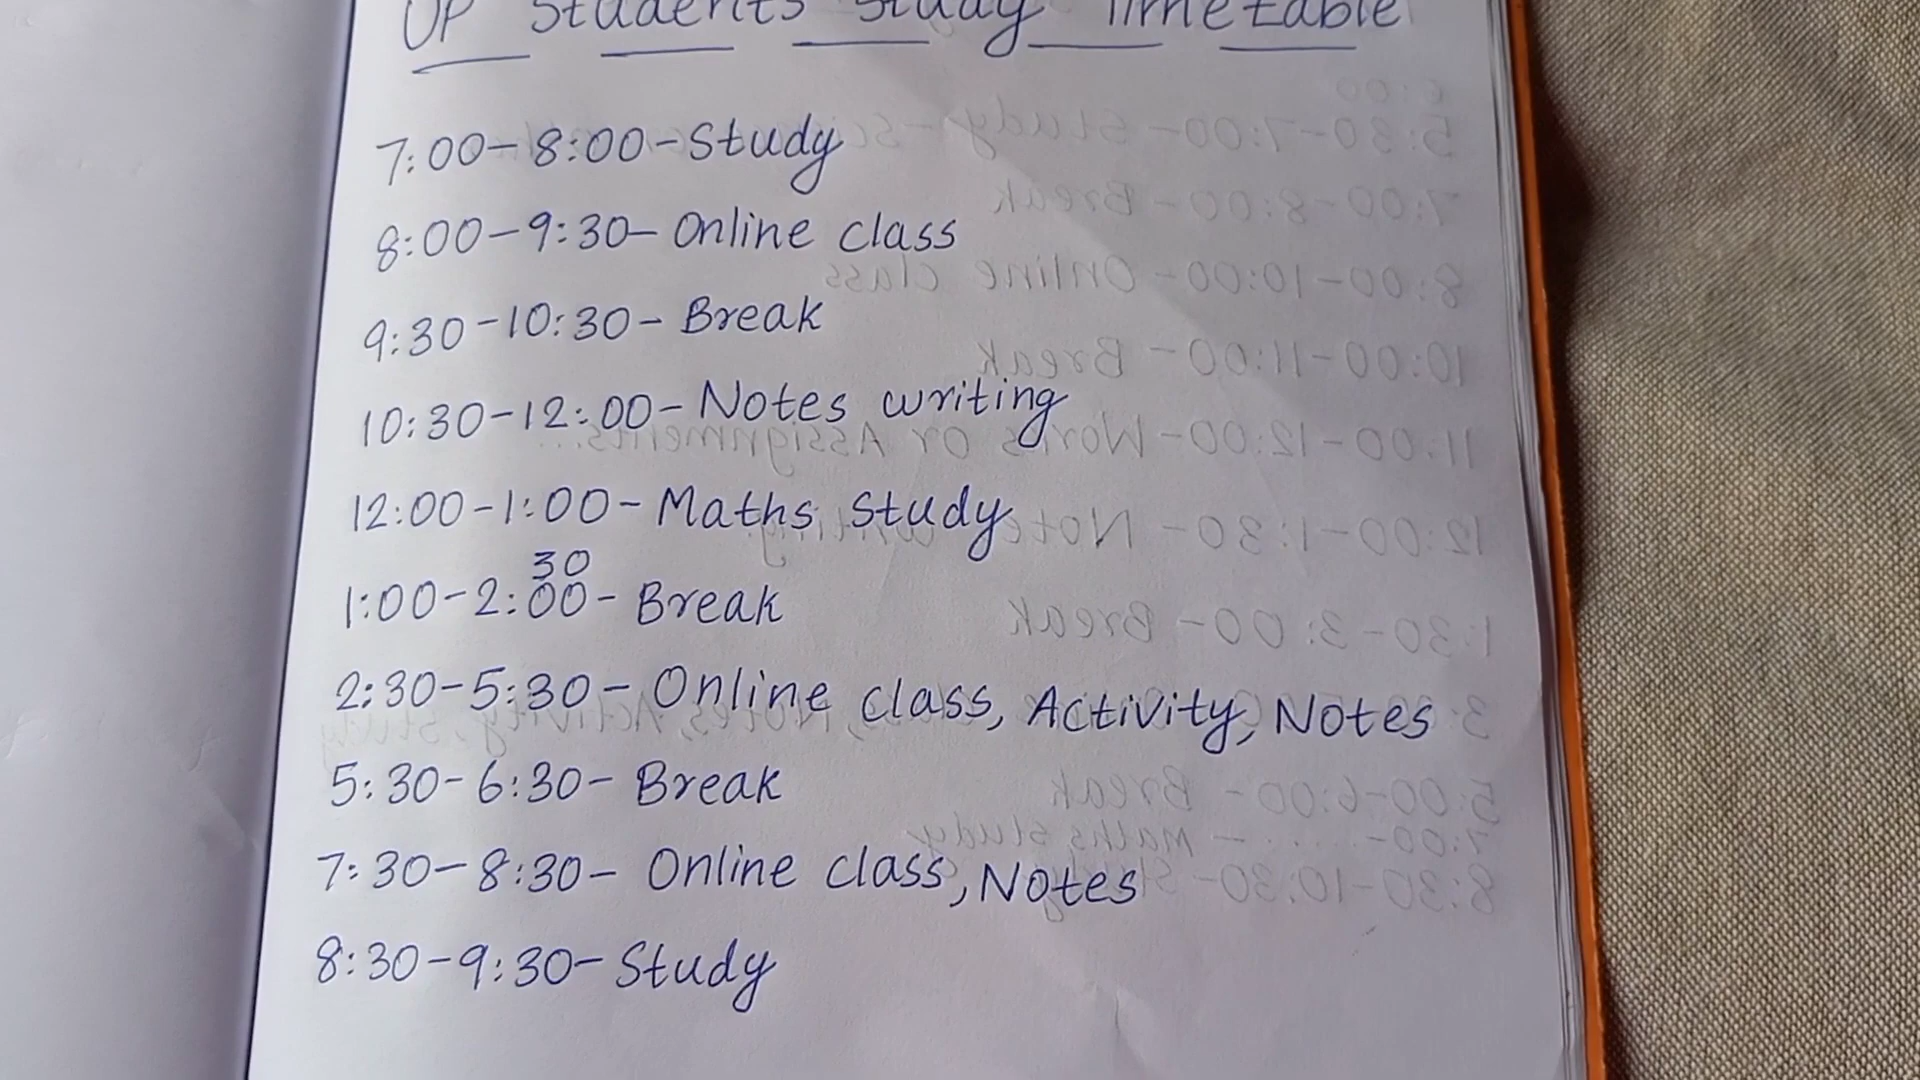 UP Students Study Timetable
7:00-8:00-Study
8:00-9:30-Online class
9:30-10:30-Break
10:30-12:00-Notes writing
12:00-1:00-Maths Study
30
1:00-2:00-Break
2:30-5:30-Online class, Activity, Notes
5:30-6:30-Break
7:30-8:30-Online class, Notes
8:30-9:30-Study